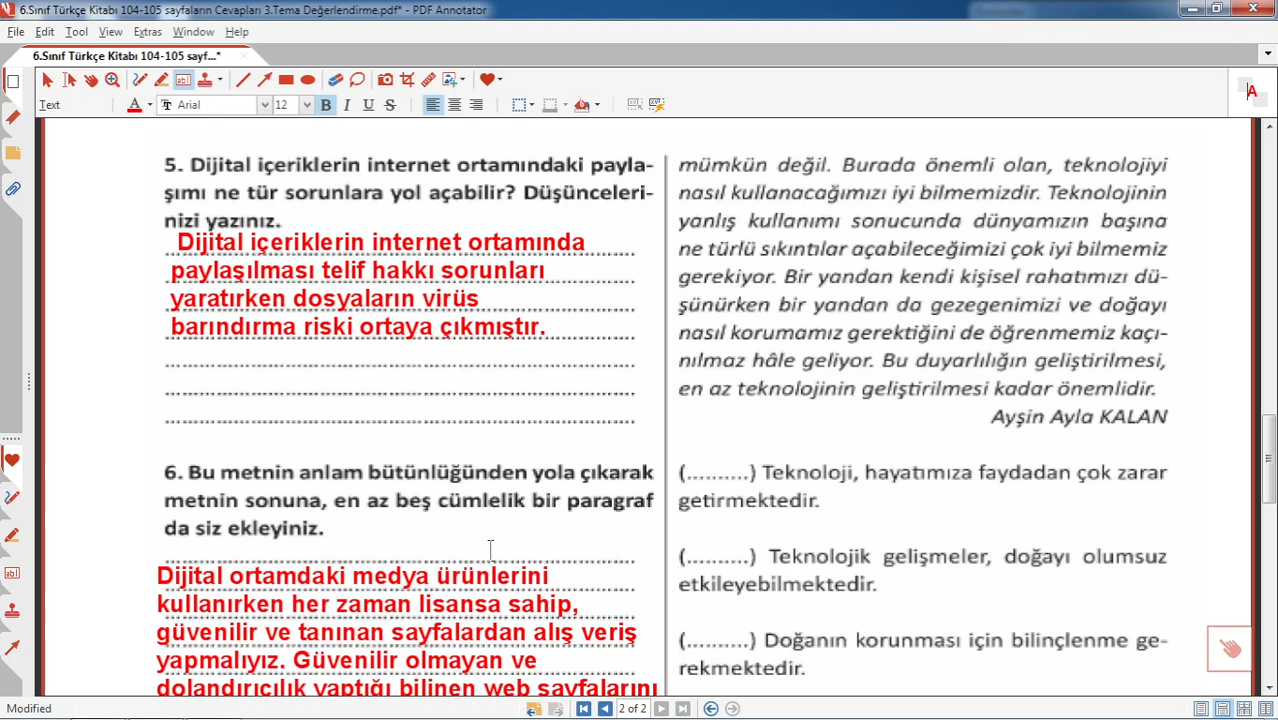 6.Sınıf Türkçe Kitabı 104-105 sayfaların Cevapları 3.Tema Değerlendirme.pdf* - PDF Annotator
File Edit Tool View Extras Window Help
6.Sınıf Türkçe Kitabı 104-105 sayf...*
Text A Arial 12 B I U S
A
5. Dijital içeriklerin internet ortamındaki payla-
şımı ne tür sorunlara yol açabilir? Düşünceleri-
nizi yazınız.
Dijital içeriklerin internet ortamında
paylaşılması telif hakkı sorunları
yaratırken dosyaların virüs
barındırma riski ortaya çıkmıştır.
6. Bu metnin anlam bütünlüğünden yola çıkarak
metnin sonuna, en az beş cümlelik bir paragraf
da siz ekleyiniz.
Dijital ortamdaki medya ürünlerini
kullanırken her zaman lisansa sahip,
güvenilir ve tanınan sayfalardan alış veriş
yapmalıyız. Güvenilir olmayan ve
dolandırıcılık yaptığı bilinen web sayfalarını
mümkün değil. Burada önemli olan, teknolojiyi
nasıl kullanacağımızı iyi bilmemizdir. Teknolojinin
yanlış kullanımı sonucunda dünyamızın başına
ne türlü sıkıntılar açabileceğimizi çok iyi bilmemiz
gerekiyor. Bir yandan kendi kişisel rahatımızı dü-
şünürken bir yandan da gezegenimizi ve doğayı
nasıl korumamız gerektiğini de öğrenmemiz kaçı-
nılmaz hâle geliyor. Bu duyarlılığın geliştirilmesi,
en az teknolojinin geliştirilmesi kadar önemlidir.
Ayşin Ayla KALAN
(..........) Teknoloji, hayatımıza faydadan çok zarar
getirmektedir.
(..........) Teknolojik gelişmeler, doğayı olumsuz
etkileyebilmektedir.
(..........) Doğanın korunması için bilinçlenme ge-
rekmektedir.
Modified 2 of 2